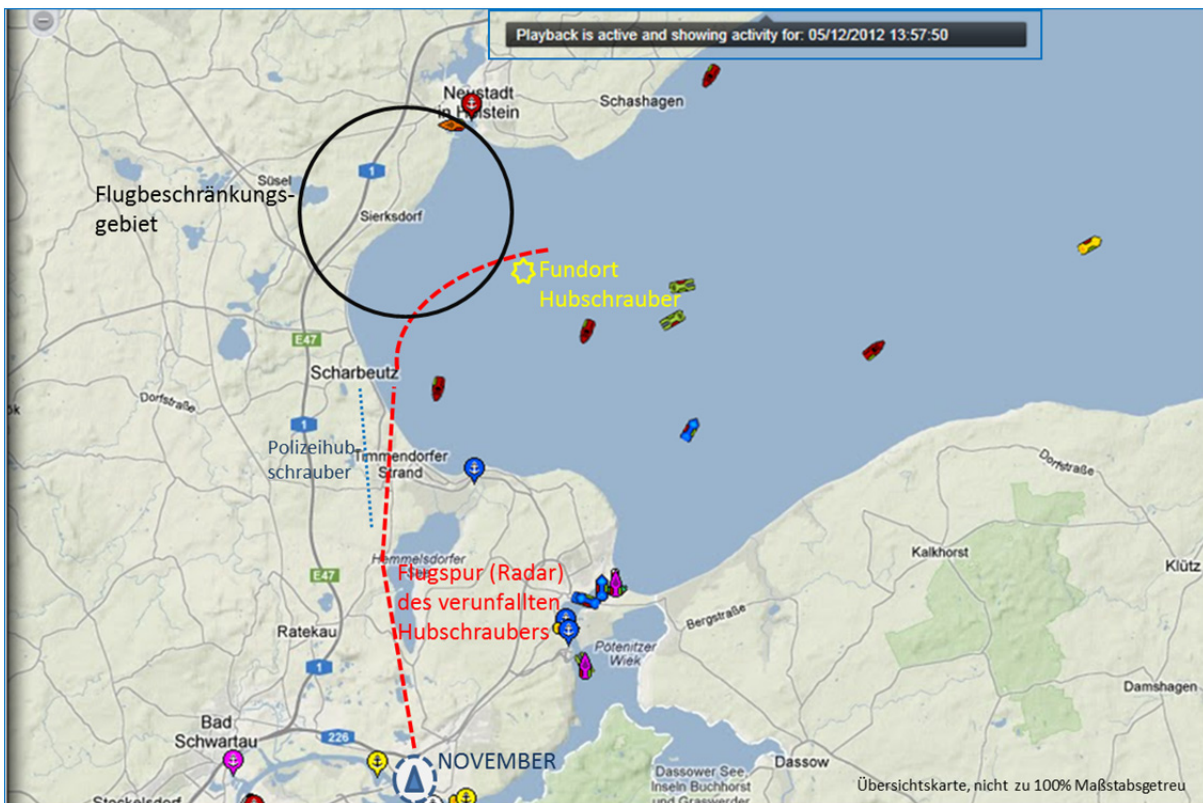 Playback is active and showing activity for: 05/12/2012 13:57:50
Neustadt
in Holstein
Schashagen
1
Süsel
Flugbeschränkungs-
gebiet
Sierksdorf
Fundort
Hubschrauber
E47
Scharbeutz
Dorfstraße
1
Polizeihub
schrauber
Timmendorfer
Strand
Dorfstraße
Kalkhorst
Klütz
Hemmelsdorfer
E47
Flugspur (Radar)
des verunfallten
Hubschraubers
Bergstraße
Ratekau
Pötenitzer
Wiek
1
Damshagen
Bad
Schwartau
226
NOVEMBER
Dassow
Dassower See,
Inseln Buchhorst
und Graswerder
Stockelsdorf
Übersichtskarte, nicht zu 100% Maßstabsgetreu